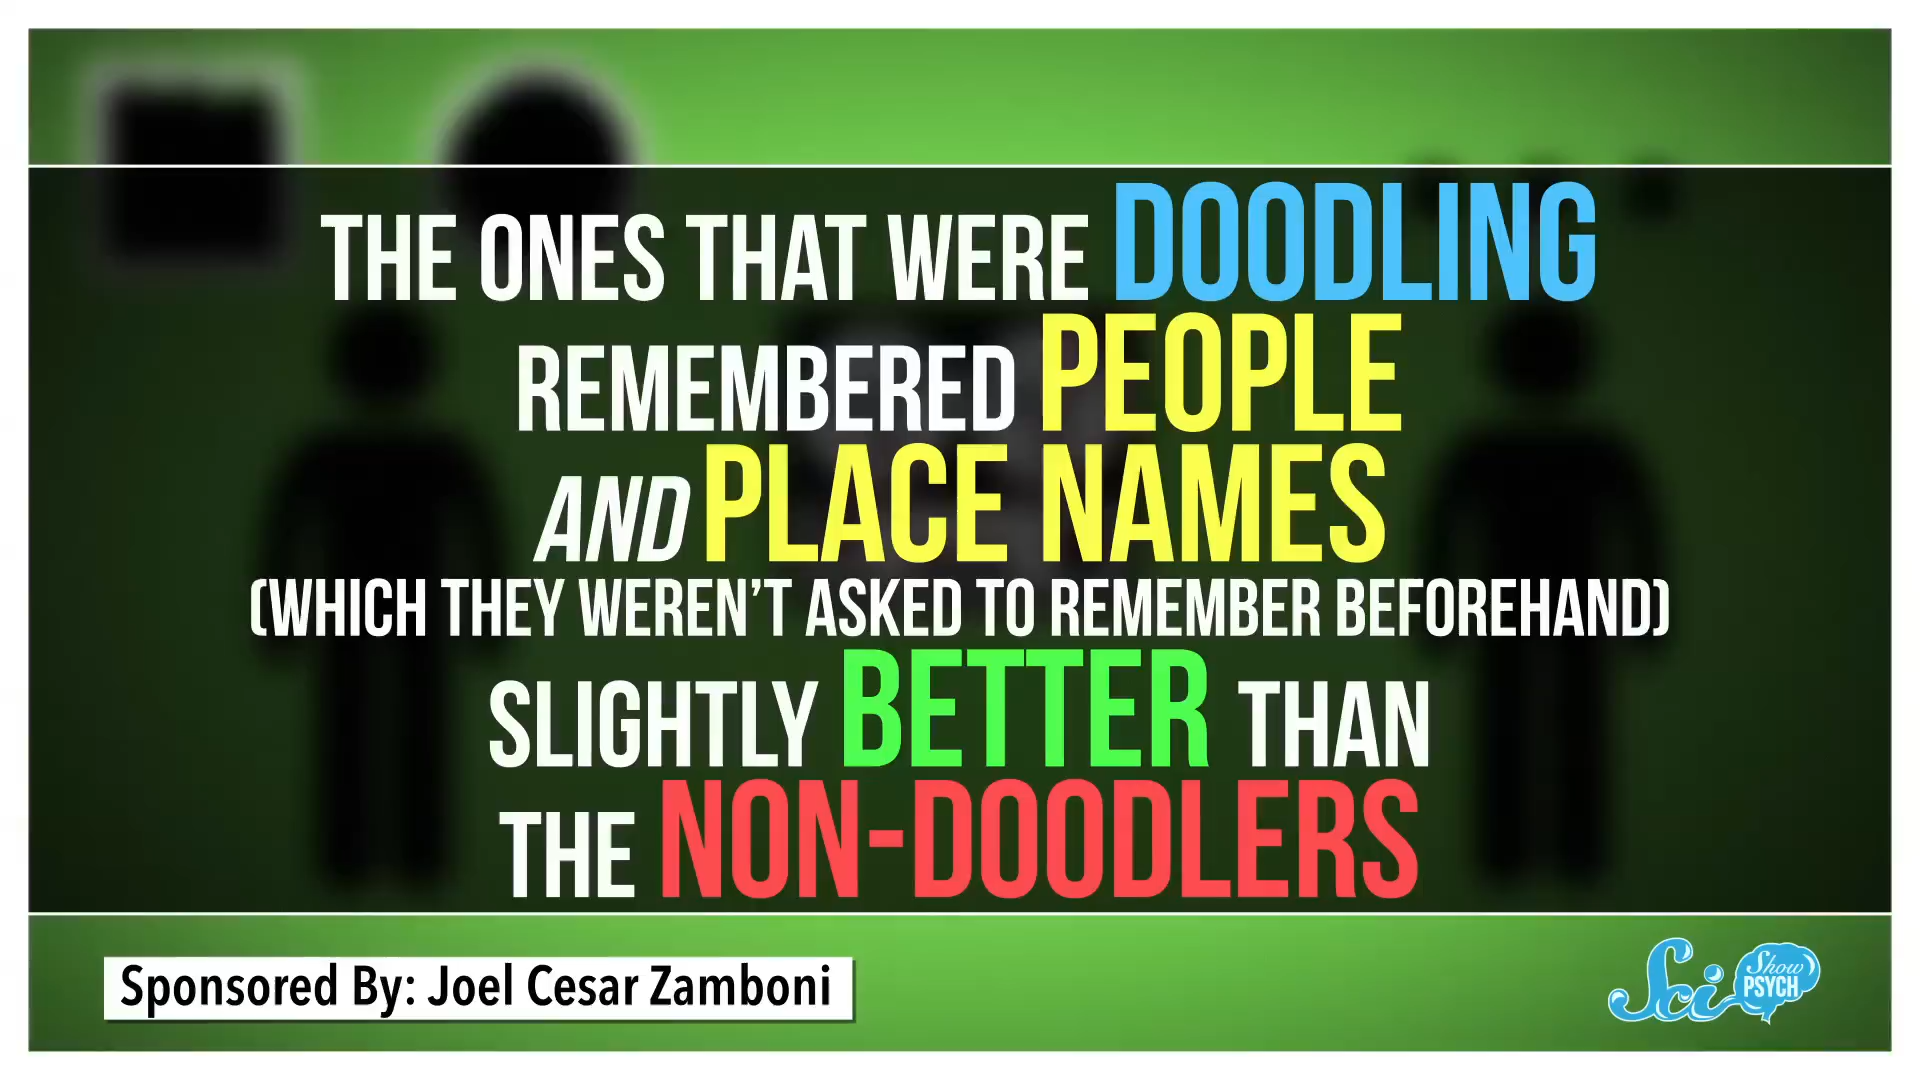 THE ONES THAT WERE DOODLING
REMEMBERED PEOPLE
AND PLACE NAMES
(WHICH THEY WEREN'T ASKED TO REMEMBER BEFOREHAND)
SLIGHTLY BETTER THAN
THE NON-DOODLERS
Sponsored By: Joel Cesar Zamboni
Sci Show PSYCH